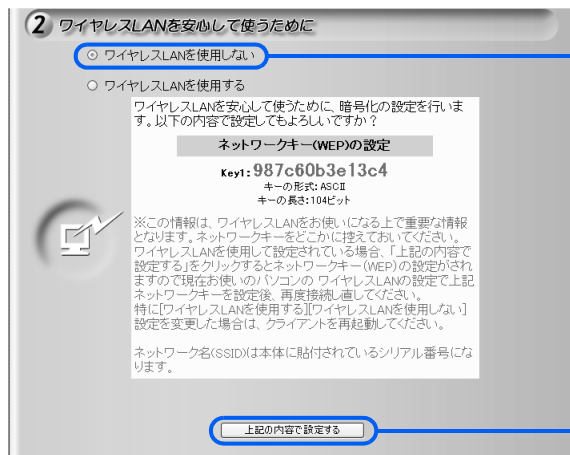 2 ワイヤレスLANを安心して使うために
ワイヤレスLANを使用しない
ワイヤレスLANを使用する
ワイヤレスLANを安心して使うために、暗号化の設定を行いま
す。以下の内容で設定してもよろしいですか？
ネットワークキー(WEP)の設定
Key1:987c60b3e13c4
キーの形式:ASCII
キーの長さ:104ビット
※この情報は、ワイヤレスLANをお使いになる上で重要な情報
となります。ネットワークキーをどこかに控えておいてください。
ワイヤレスLANを使用して設定されている場合、「上記の内容で
設定する」をクリックするとネットワークキー(WEP)の設定がされ
ますので現在お使いのパソコンの ワイヤレスLANの設定で上記
ネットワークキーを設定後、再度接続し直してください。
特に[ワイヤレスLANを使用する][ワイヤレスLANを使用しない]
設定を変更した場合は、クライアントを再起動してください。
ネットワーク名(SSID)は本体に貼付されているシリアル番号にな
ります。
上記の内容で設定する